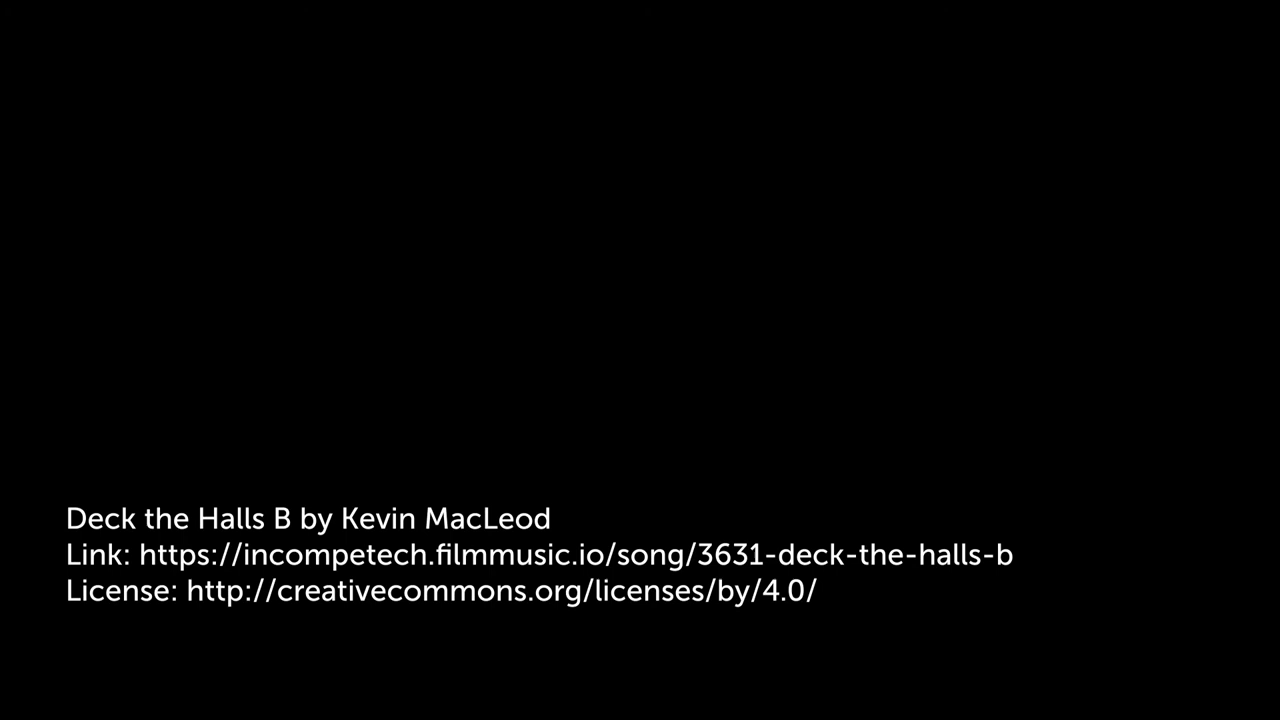 Deck the Halls B by Kevin MacLeod
Link: https://incompetech.filmmusic.io/song/3631-deck-the-halls-b
License: http://creativecommons.org/licenses/by/4.0/